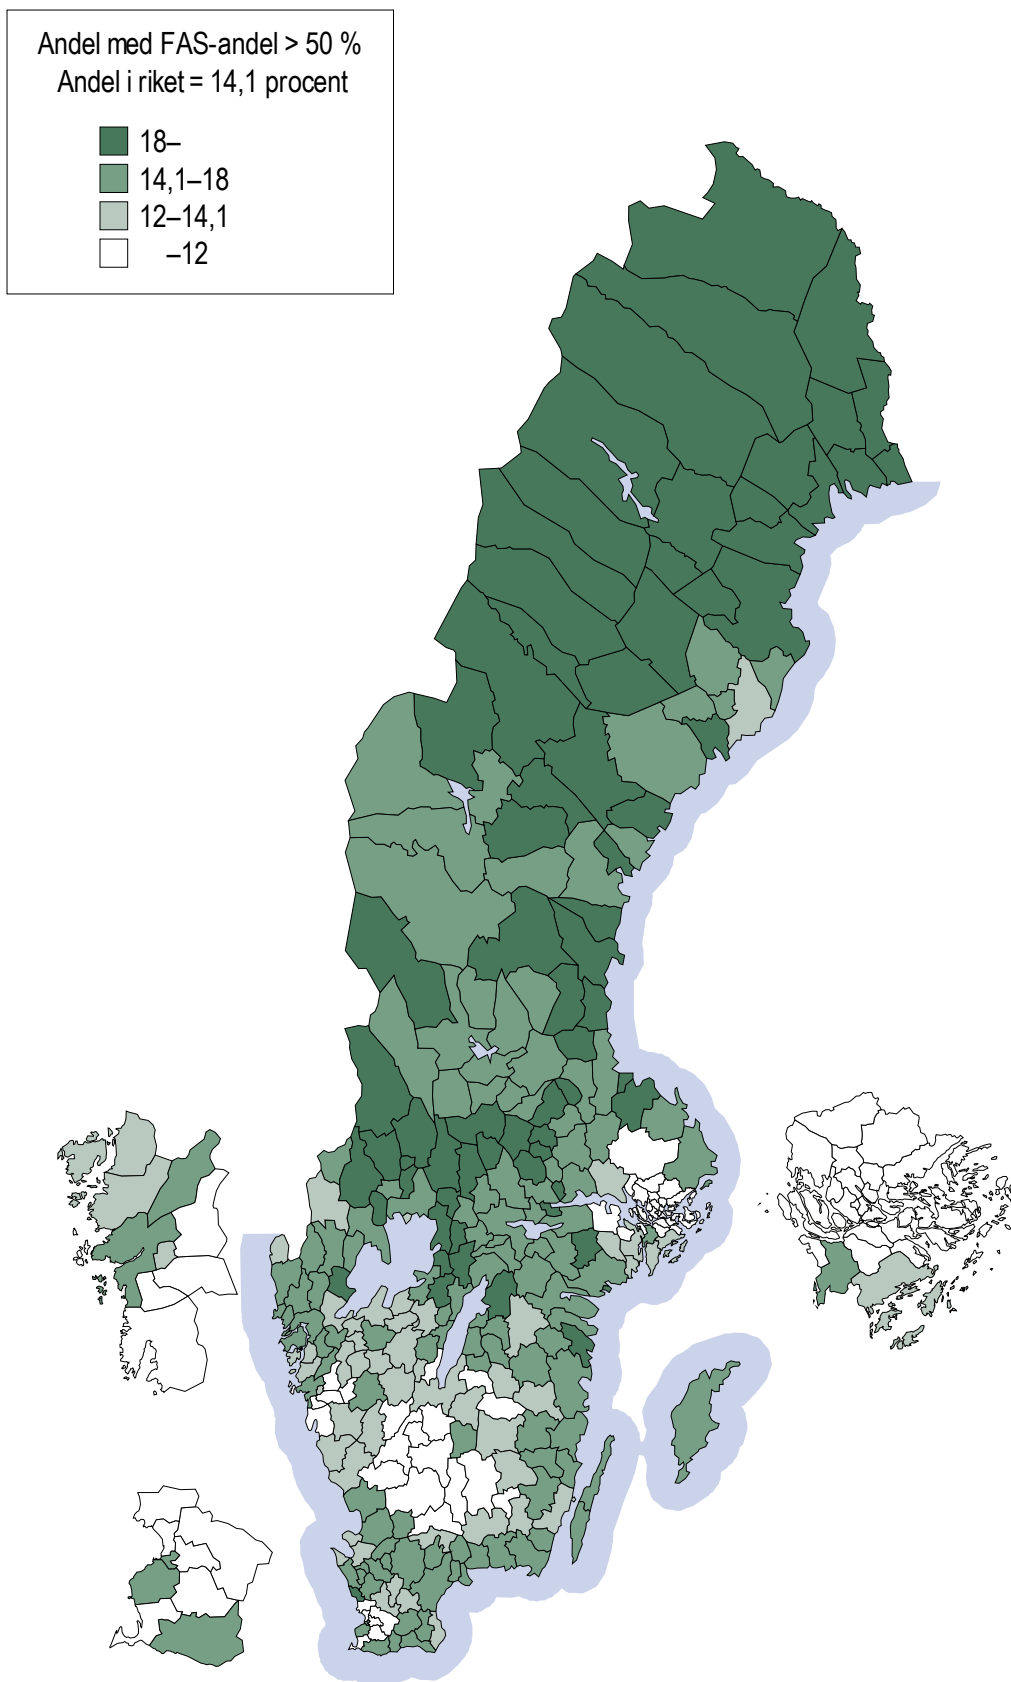 Andel med FAS-andel > 50 %
Andel i riket = 14,1 procent
18–
14,1–18
12–14,1
–12